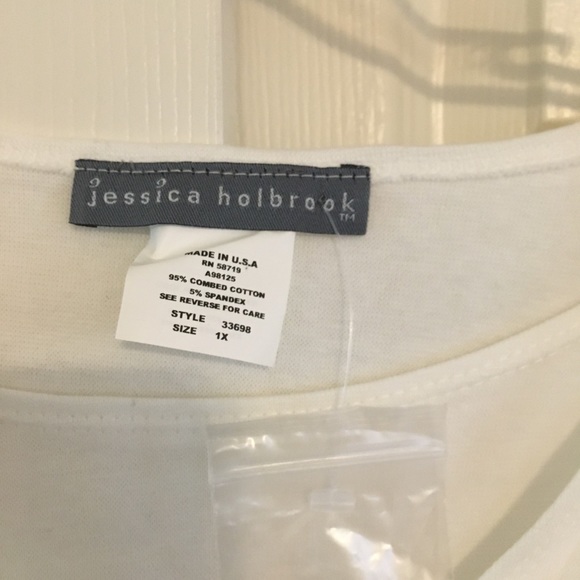 jessica holbrook
TM
MADE IN U.S.A
RN 58719
A98125
95% COMBED COTTON
5% SPANDEX
SEE REVERSE FOR CARE
STYLE 33698
SIZE 1X